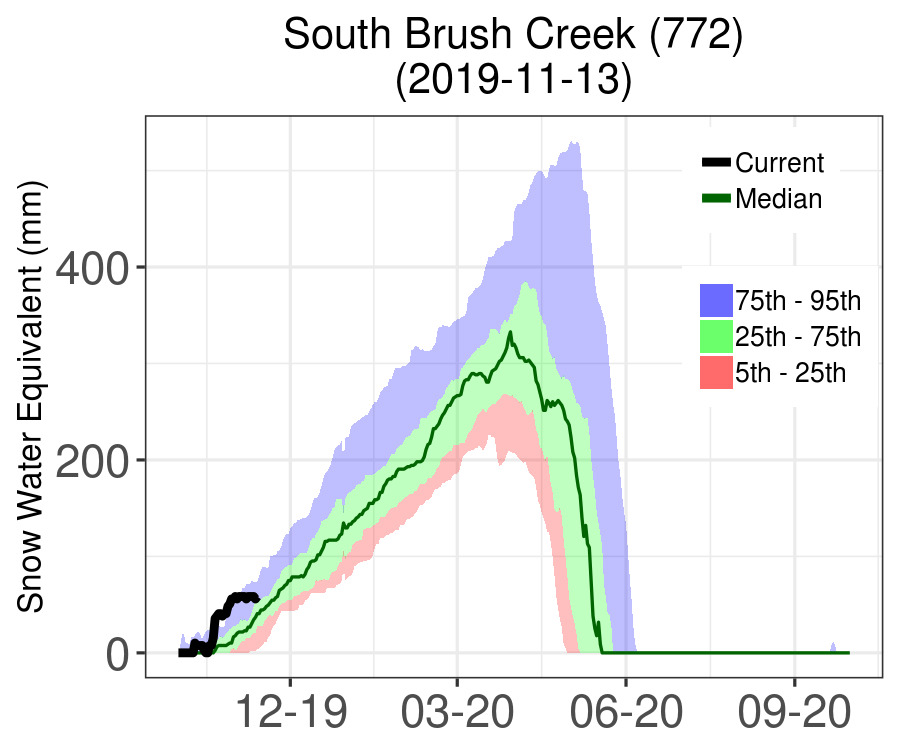 South Brush Creek (772)
(2019-11-13)
Snow Water Equivalent (mm)
400
200
0
12-19
03-20
06-20
09-20
Current
Median
75th - 95th
25th - 75th
5th - 25th